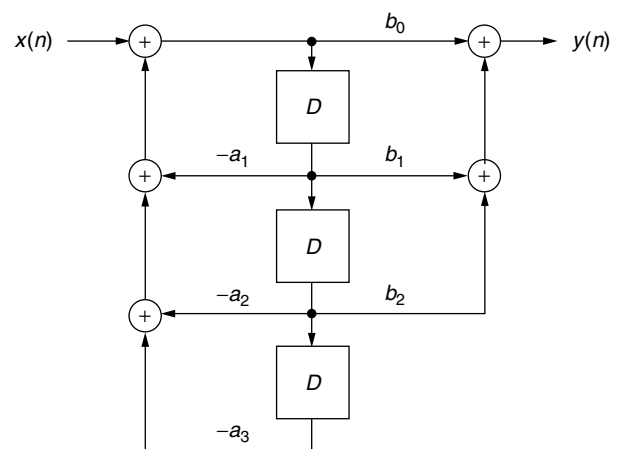 x(n) + b₀ + y(n)
D
+ −a₁ b₁ +
D
+ −a₂ b₂
D
−a₃